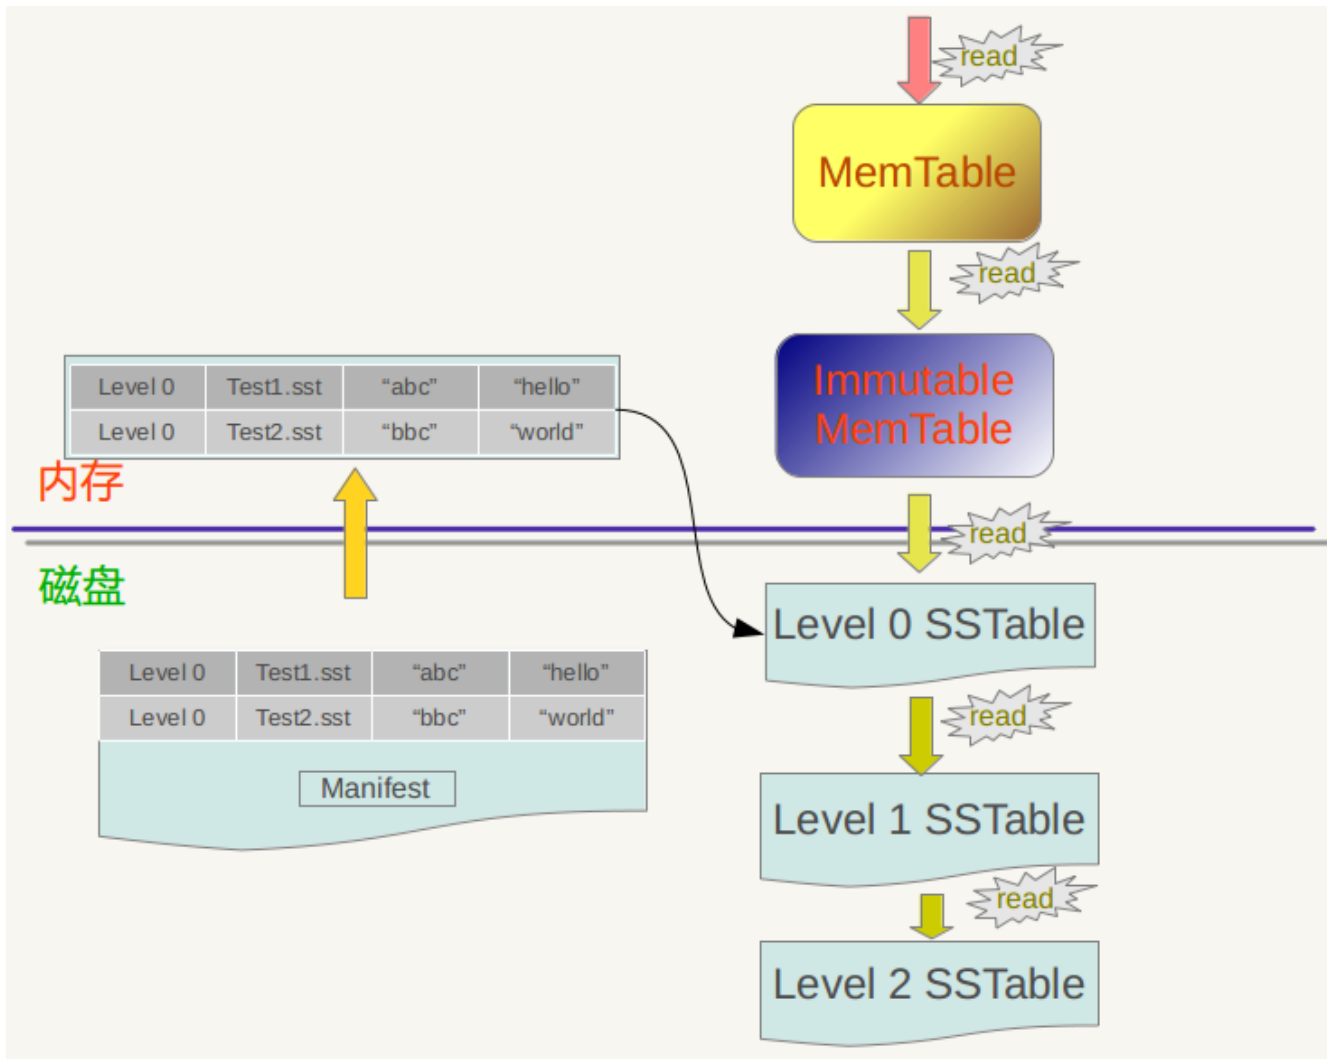 read
MemTable
read
Immutable
MemTable
Level 0 Test1.sst “abc” “hello”
Level 0 Test2.sst “bbc” “world”
内存
read
磁盘
Level 0 SSTable
Level 0 Test1.sst “abc” “hello”
Level 0 Test2.sst “bbc” “world”
read
Manifest
Level 1 SSTable
read
Level 2 SSTable